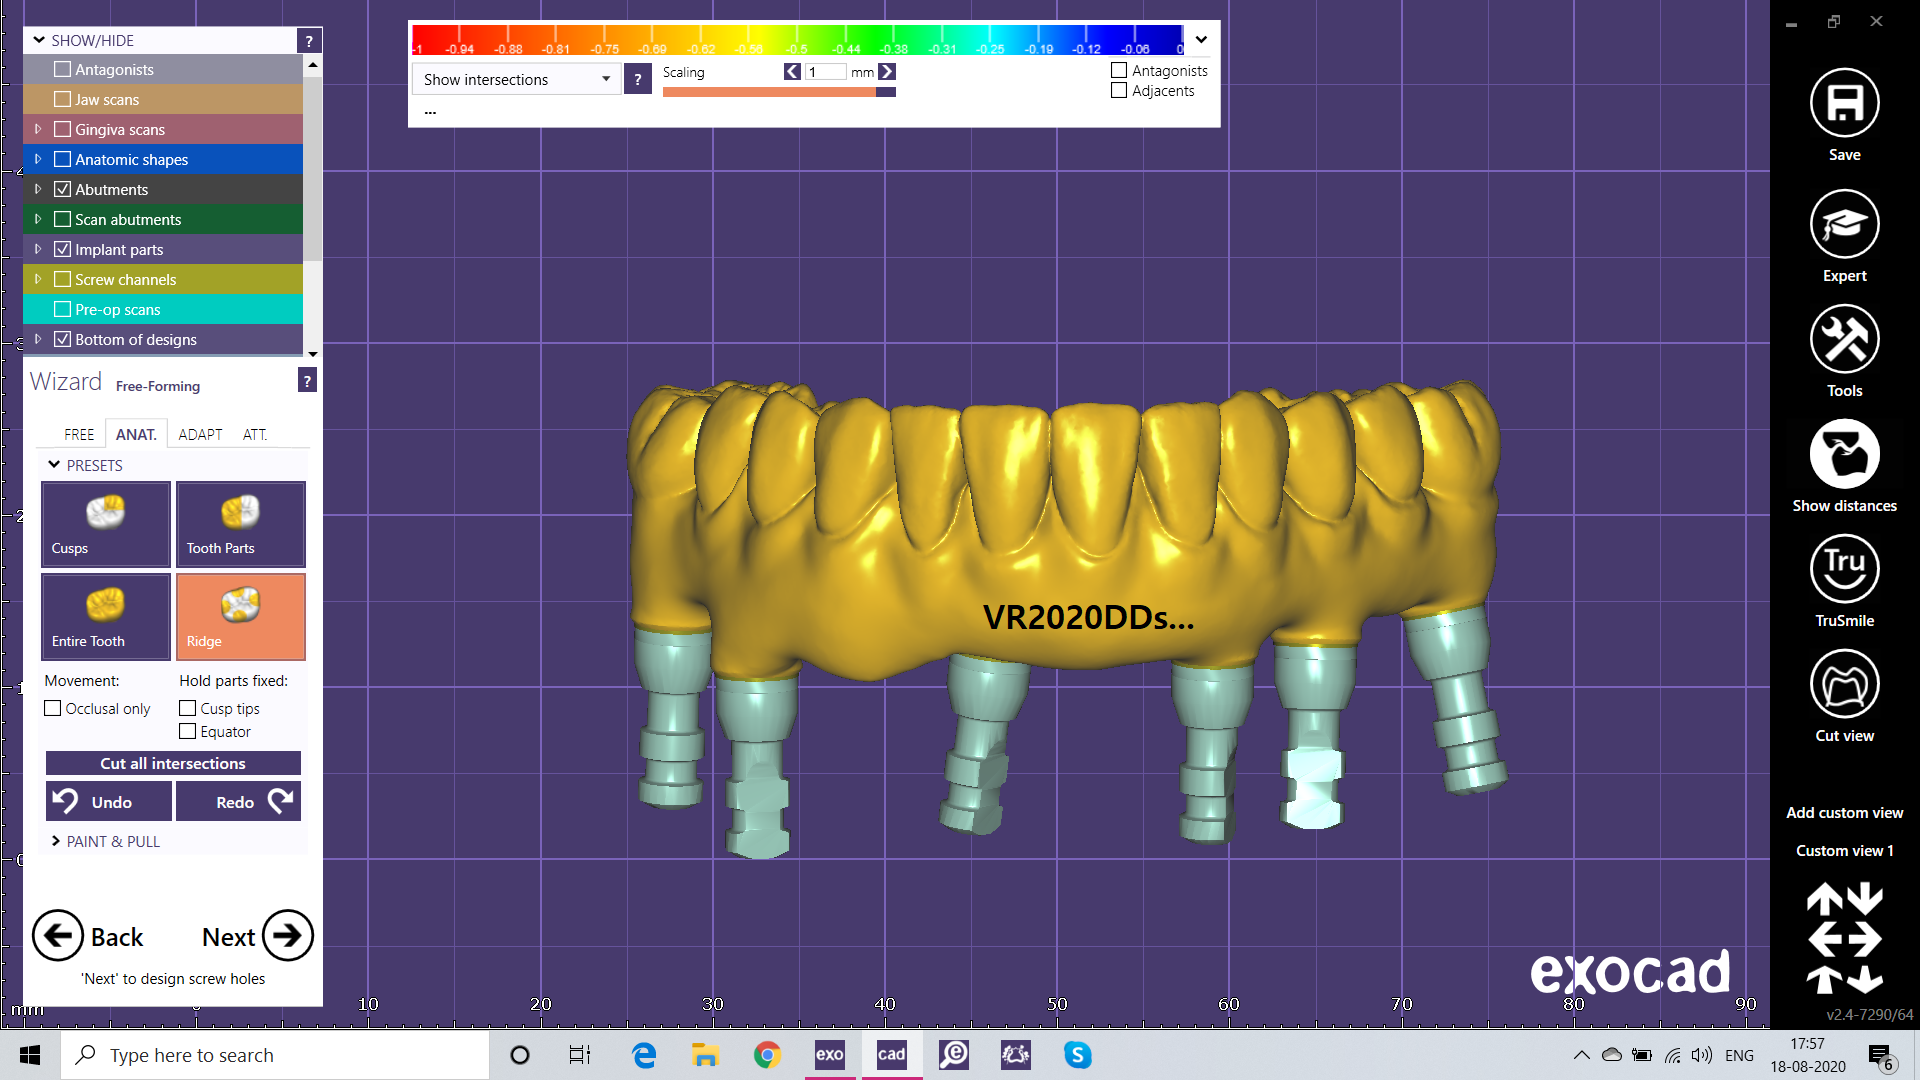 SHOW/HIDE
?
Antagonists
Jaw scans
Gingiva scans
Anatomic shapes
Abutments
Scan abutments
Implant parts
Screw channels
Pre-op scans
Bottom of designs
Wizard Free-Forming ?
FREE ANAT. ADAPT ATT.
PRESETS
Cusps Tooth Parts
Entire Tooth Ridge
Movement: Hold parts fixed:
Occlusal only Cusp tips
Equator
Cut all intersections
Undo Redo
PAINT & PULL
Back Next
'Next' to design screw holes
-1 -0.94 -0.88 -0.81 -0.75 -0.69 -0.62 -0.56 -0.5 -0.44 -0.38 -0.31 -0.25 -0.19 -0.12 -0.06 0
Show intersections ? Scaling 1 mm Antagonists
Adjacents
...
VR2020DDs...
exocad
mm 10 20 30 40 50 60 70 80 90
Save
Expert
Tools
Show distances
Tru
TruSmile
Cut view
Add custom view
Custom view 1
v2.4-7290/64
Type here to search
exo
cad
ENG
17:57
18-08-2020
6